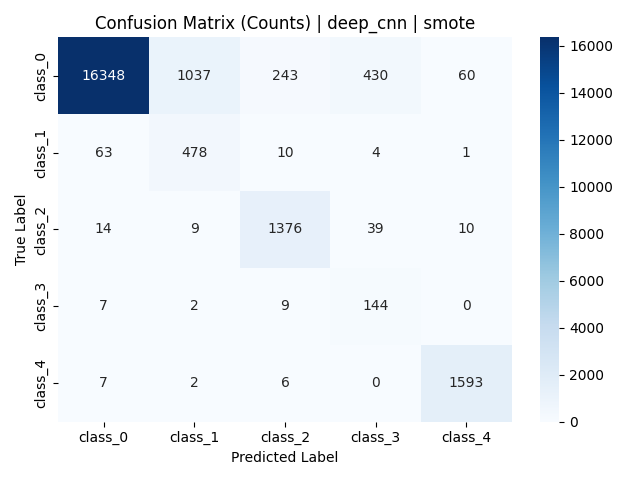 Confusion Matrix (Counts) | deep_cnn | smote
True Label
class_0 16348 1037 243 430 60
class_1 63 478 10 4 1
class_2 14 9 1376 39 10
class_3 7 2 9 144 0
class_4 7 2 6 0 1593
class_0 class_1 class_2 class_3 class_4
Predicted Label
16000
14000
12000
10000
8000
6000
4000
2000
0